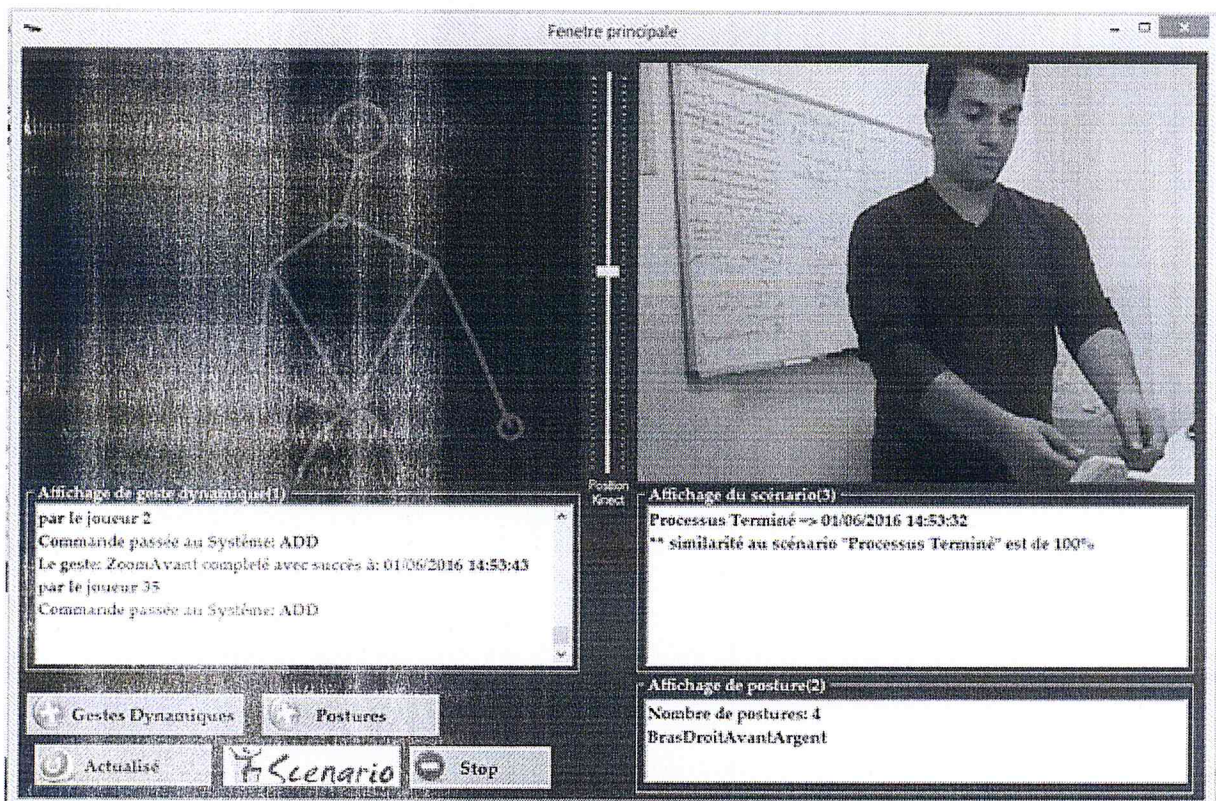 Fenetre principale
Position
Kinect
Affichage de geste dynamique(1)
par le joueur 2
Commande passée au Système: ADD
Le geste: ZoomAvant completé avec succès à: 01/06/2016 14:53:43
par le joueur 35
Commande passée au Système: ADD
Affichage du scénario(3)
Processus Terminé => 01/06/2016 14:53:32
** similarité au scénario "Processus Terminé" est de 100%
Affichage de posture(2)
Nombre de postures: 4
BrasDroitAvantArgent
Gestes Dynamiques
Postures
Actualisé
Scenario
Stop